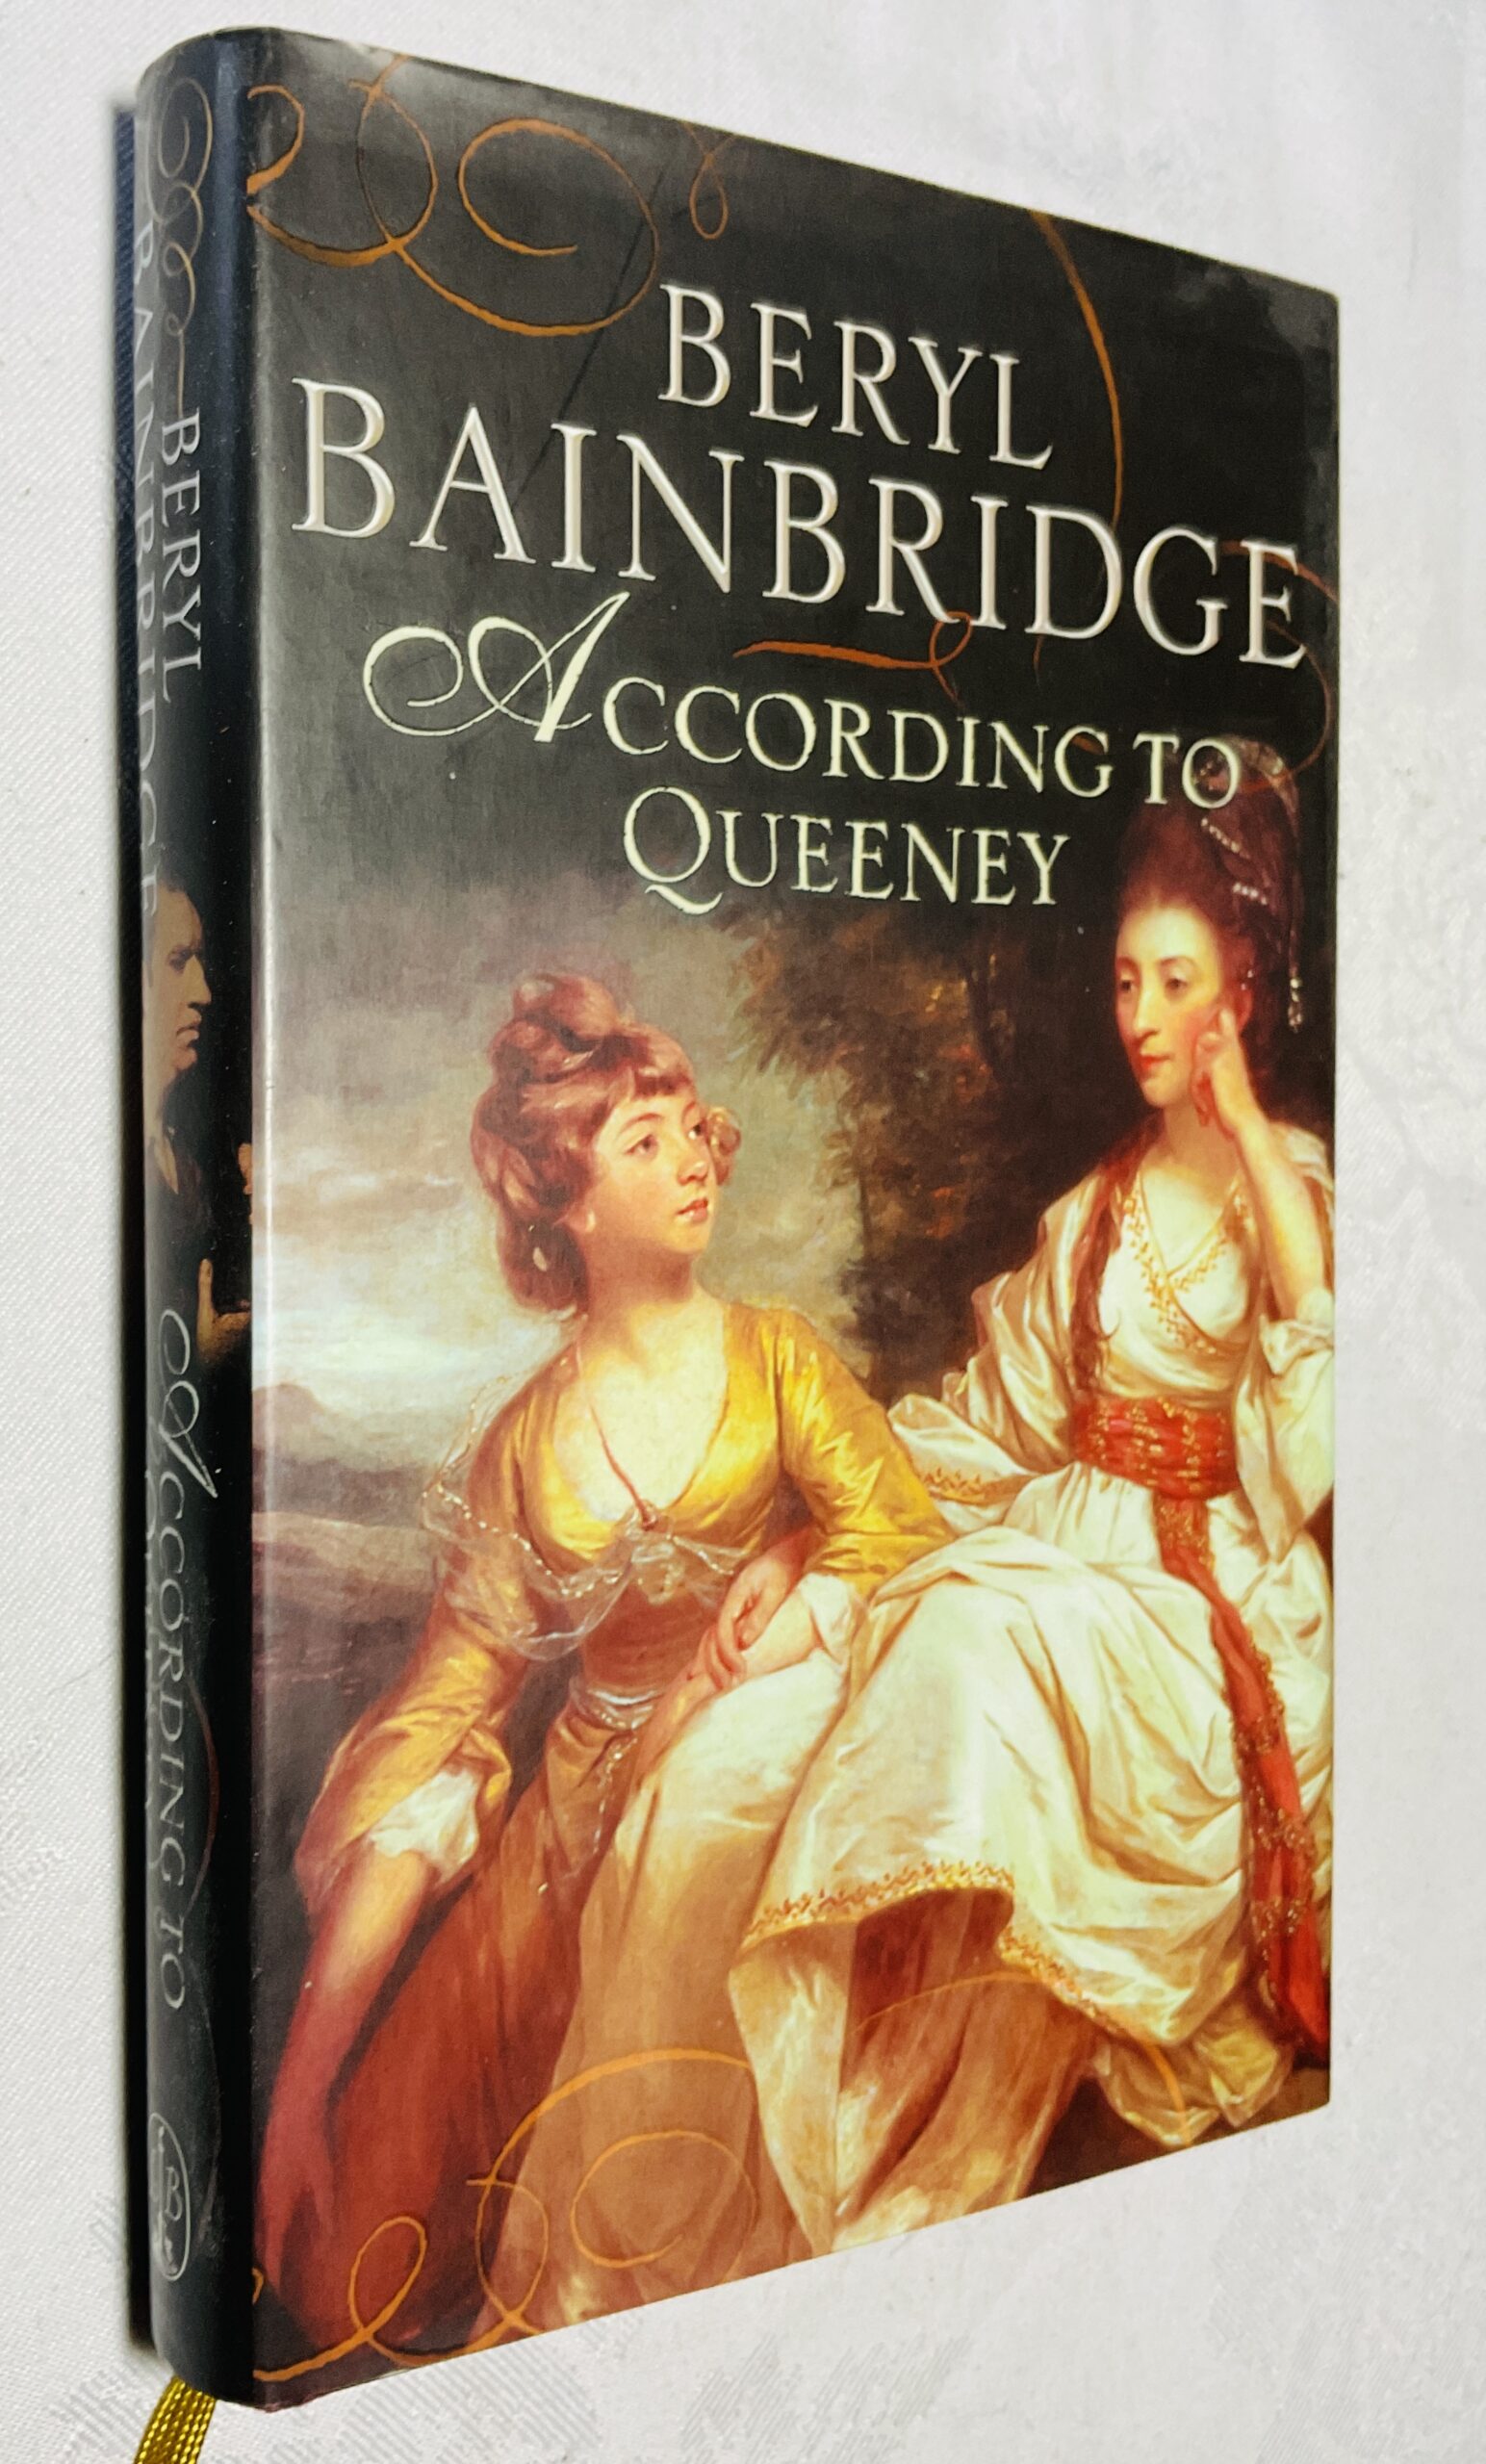 BERYL
BAINBRIDGE
ACCORDING TO
QUEENEY
BERYL
BAINBRIDGE
ACCORDING TO